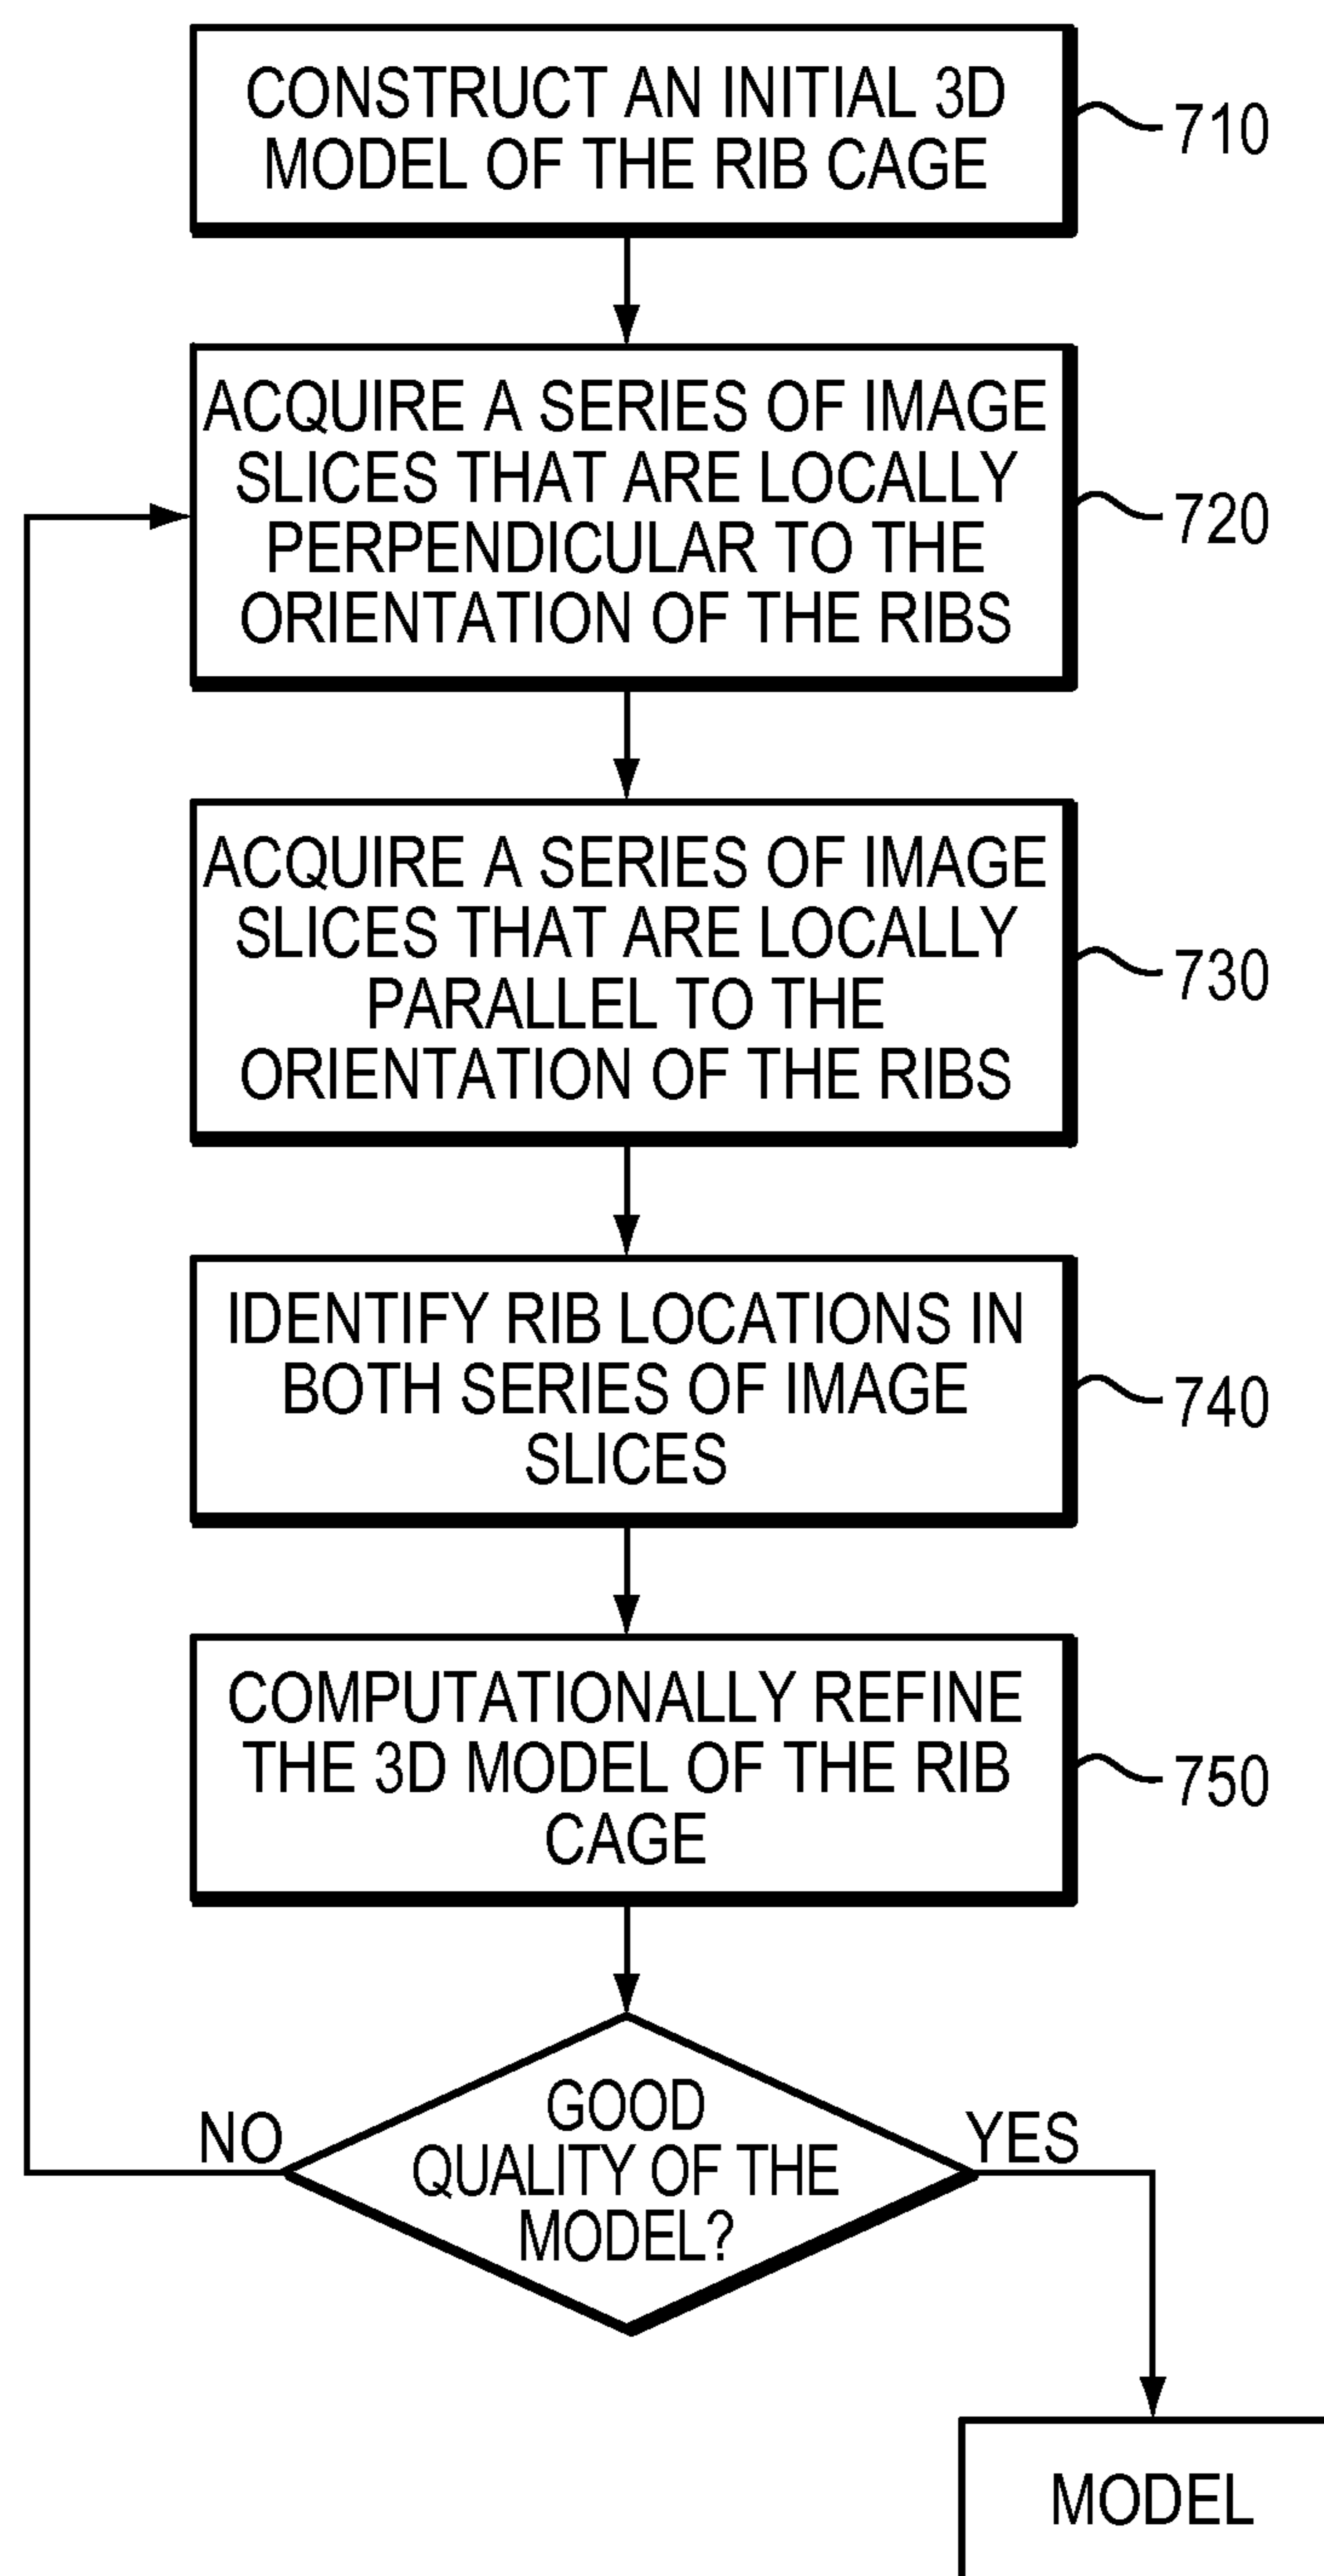 CONSTRUCT AN INITIAL 3D
MODEL OF THE RIB CAGE
710
ACQUIRE A SERIES OF IMAGE
SLICES THAT ARE LOCALLY
PERPENDICULAR TO THE
ORIENTATION OF THE RIBS
720
ACQUIRE A SERIES OF IMAGE
SLICES THAT ARE LOCALLY
PARALLEL TO THE
ORIENTATION OF THE RIBS
730
IDENTIFY RIB LOCATIONS IN
BOTH SERIES OF IMAGE
SLICES
740
COMPUTATIONALLY REFINE
THE 3D MODEL OF THE RIB
CAGE
750
GOOD
QUALITY OF THE
MODEL?
NO
YES
MODEL